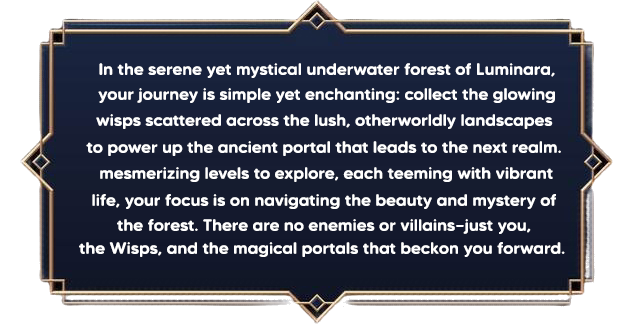 In the serene yet mystical underwater forest of Luminara,
your journey is simple yet enchanting: collect the glowing
wisps scattered across the lush, otherworldly landscapes
to power up the ancient portal that leads to the next realm.
mesmerizing levels to explore, each teeming with vibrant
life, your focus is on navigating the beauty and mystery of
the forest. There are no enemies or villains–just you,
the Wisps, and the magical portals that beckon you forward.